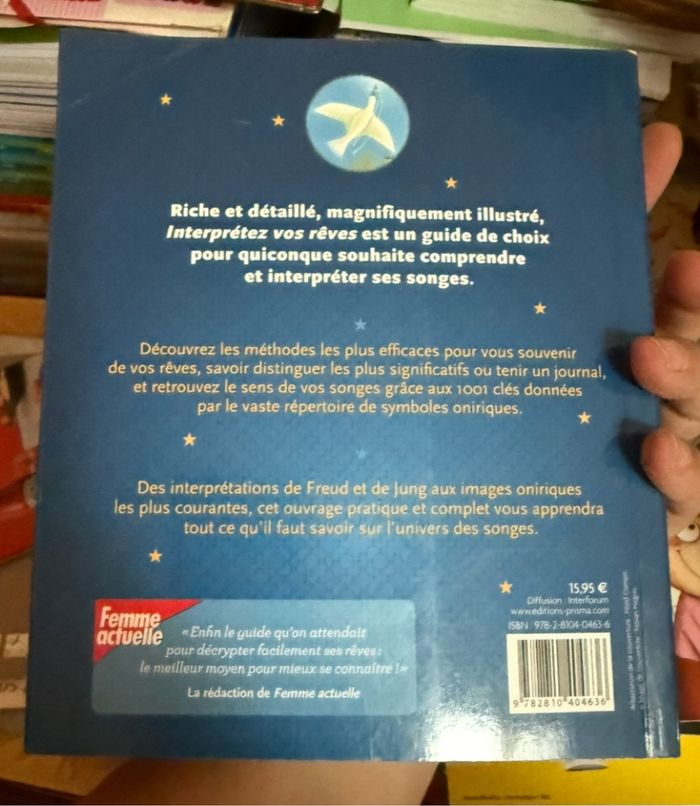 Riche et détaillé, magnifiquement illustré,
Interprétez vos rêves est un guide de choix
pour quiconque souhaite comprendre
et interpréter ses songes.
Découvrez les méthodes les plus efficaces pour vous souvenir
de vos rêves, savoir distinguer les plus significatifs ou tenir un journal,
et retrouvez le sens de vos songes grâce aux 1001 clés données
par le vaste répertoire de symboles oniriques.
Des interprétations de Freud et de Jung aux images oniriques
les plus courantes, cet ouvrage pratique et complet vous apprendra
tout ce qu'il faut savoir sur l'univers des songes.
Femme
actuelle
«Enfin le guide qu'on attendait
pour décrypter facilement ses rêves :
le meilleur moyen pour mieux se connaître !»
La rédaction de Femme actuelle
15,95 €
Diffusion : Interforum
www.editions-prisma.com
ISBN : 978-2-8104-0463-6
9 782810 404636